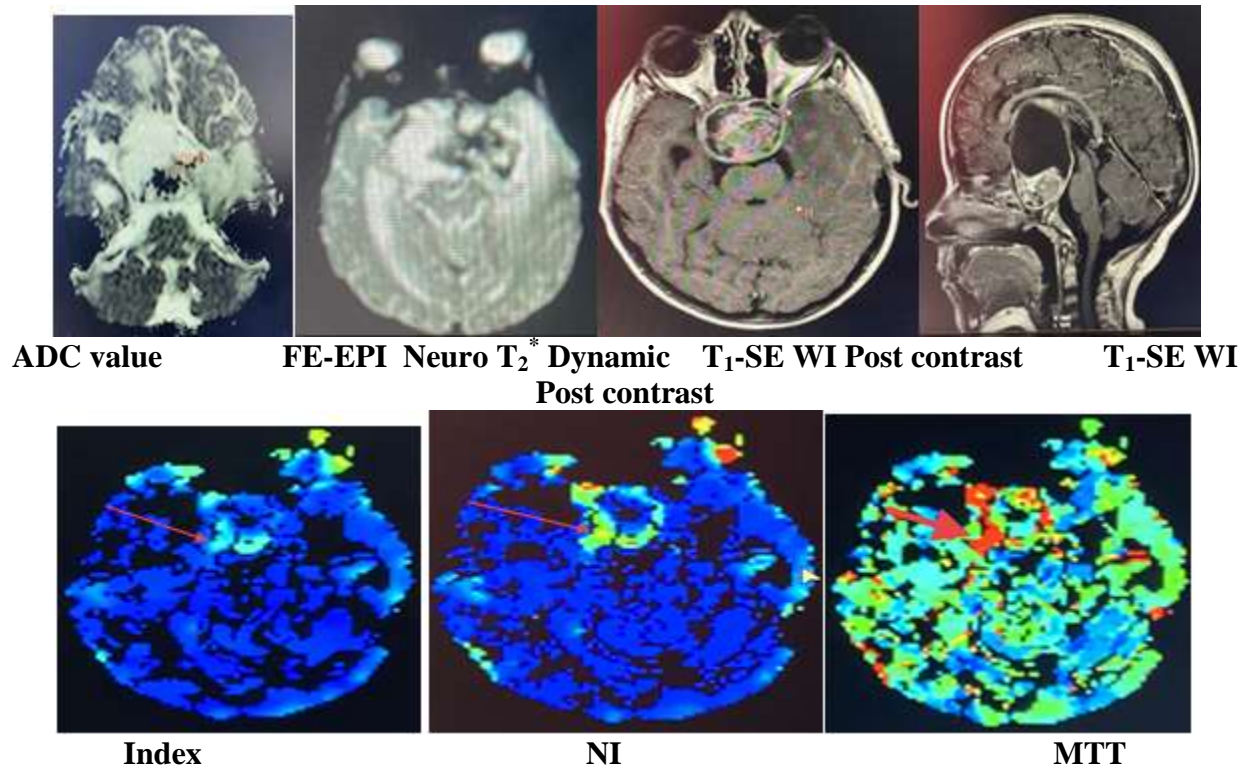 ADC value FE-EPI Neuro T₂* Dynamic T₁-SE WI Post contrast T₁-SE WI
Post contrast
Index NI MTT